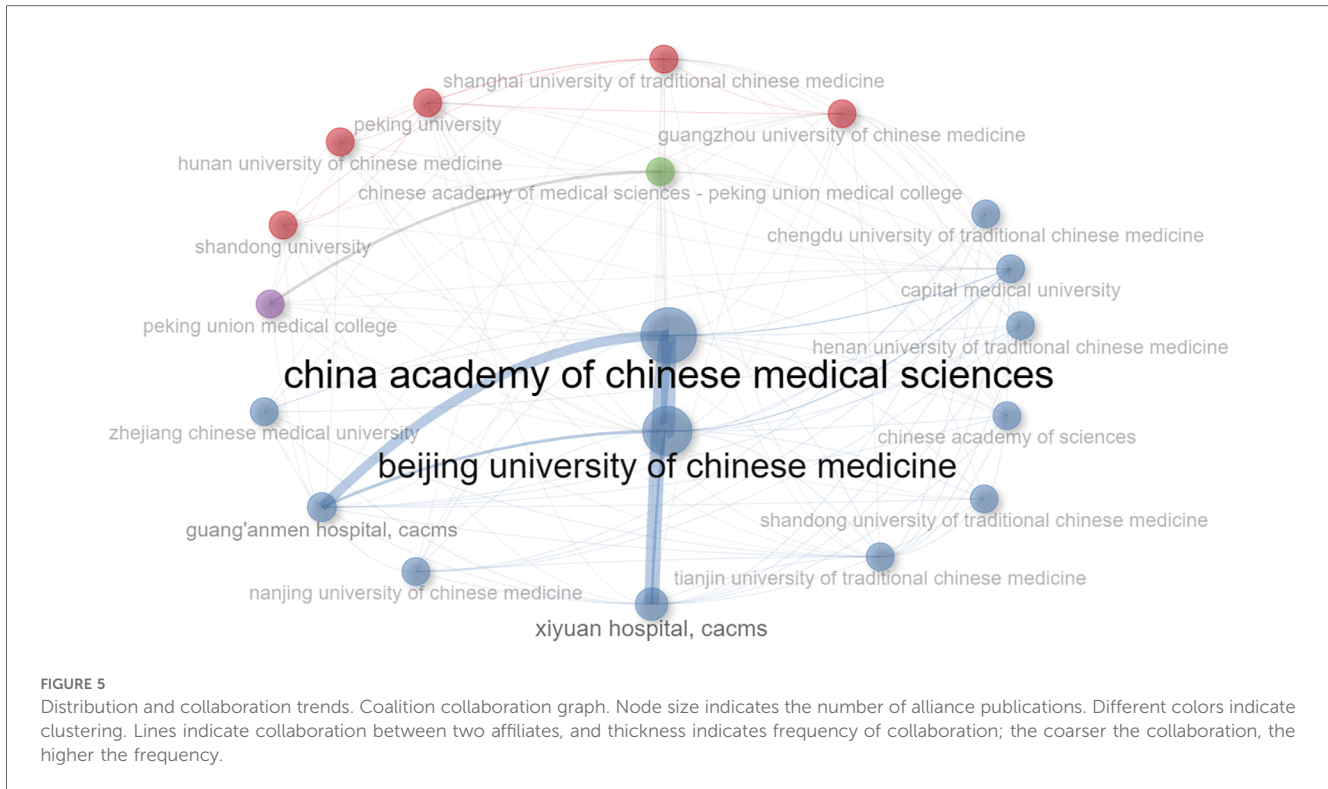 shanghai university of traditional chinese medicine
peking university
guangzhou university of chinese medicine
hunan university of chinese medicine
chinese academy of medical sciences - peking union medical college
chengdu university of traditional chinese medicine
shandong university
capital medical university
peking union medical college
henan university of traditional chinese medicine
china academy of chinese medical sciences
zhejiang chinese medical university
chinese academy of sciences
beijing university of chinese medicine
guang'anmen hospital, cacms
shandong university of traditional chinese medicine
tianjin university of traditional chinese medicine
nanjing university of chinese medicine
xiyuan hospital, cacms
FIGURE 5
Distribution and collaboration trends. Coalition collaboration graph. Node size indicates the number of alliance publications. Different colors indicate
clustering. Lines indicate collaboration between two affiliates, and thickness indicates frequency of collaboration; the coarser the collaboration, the
higher the frequency.